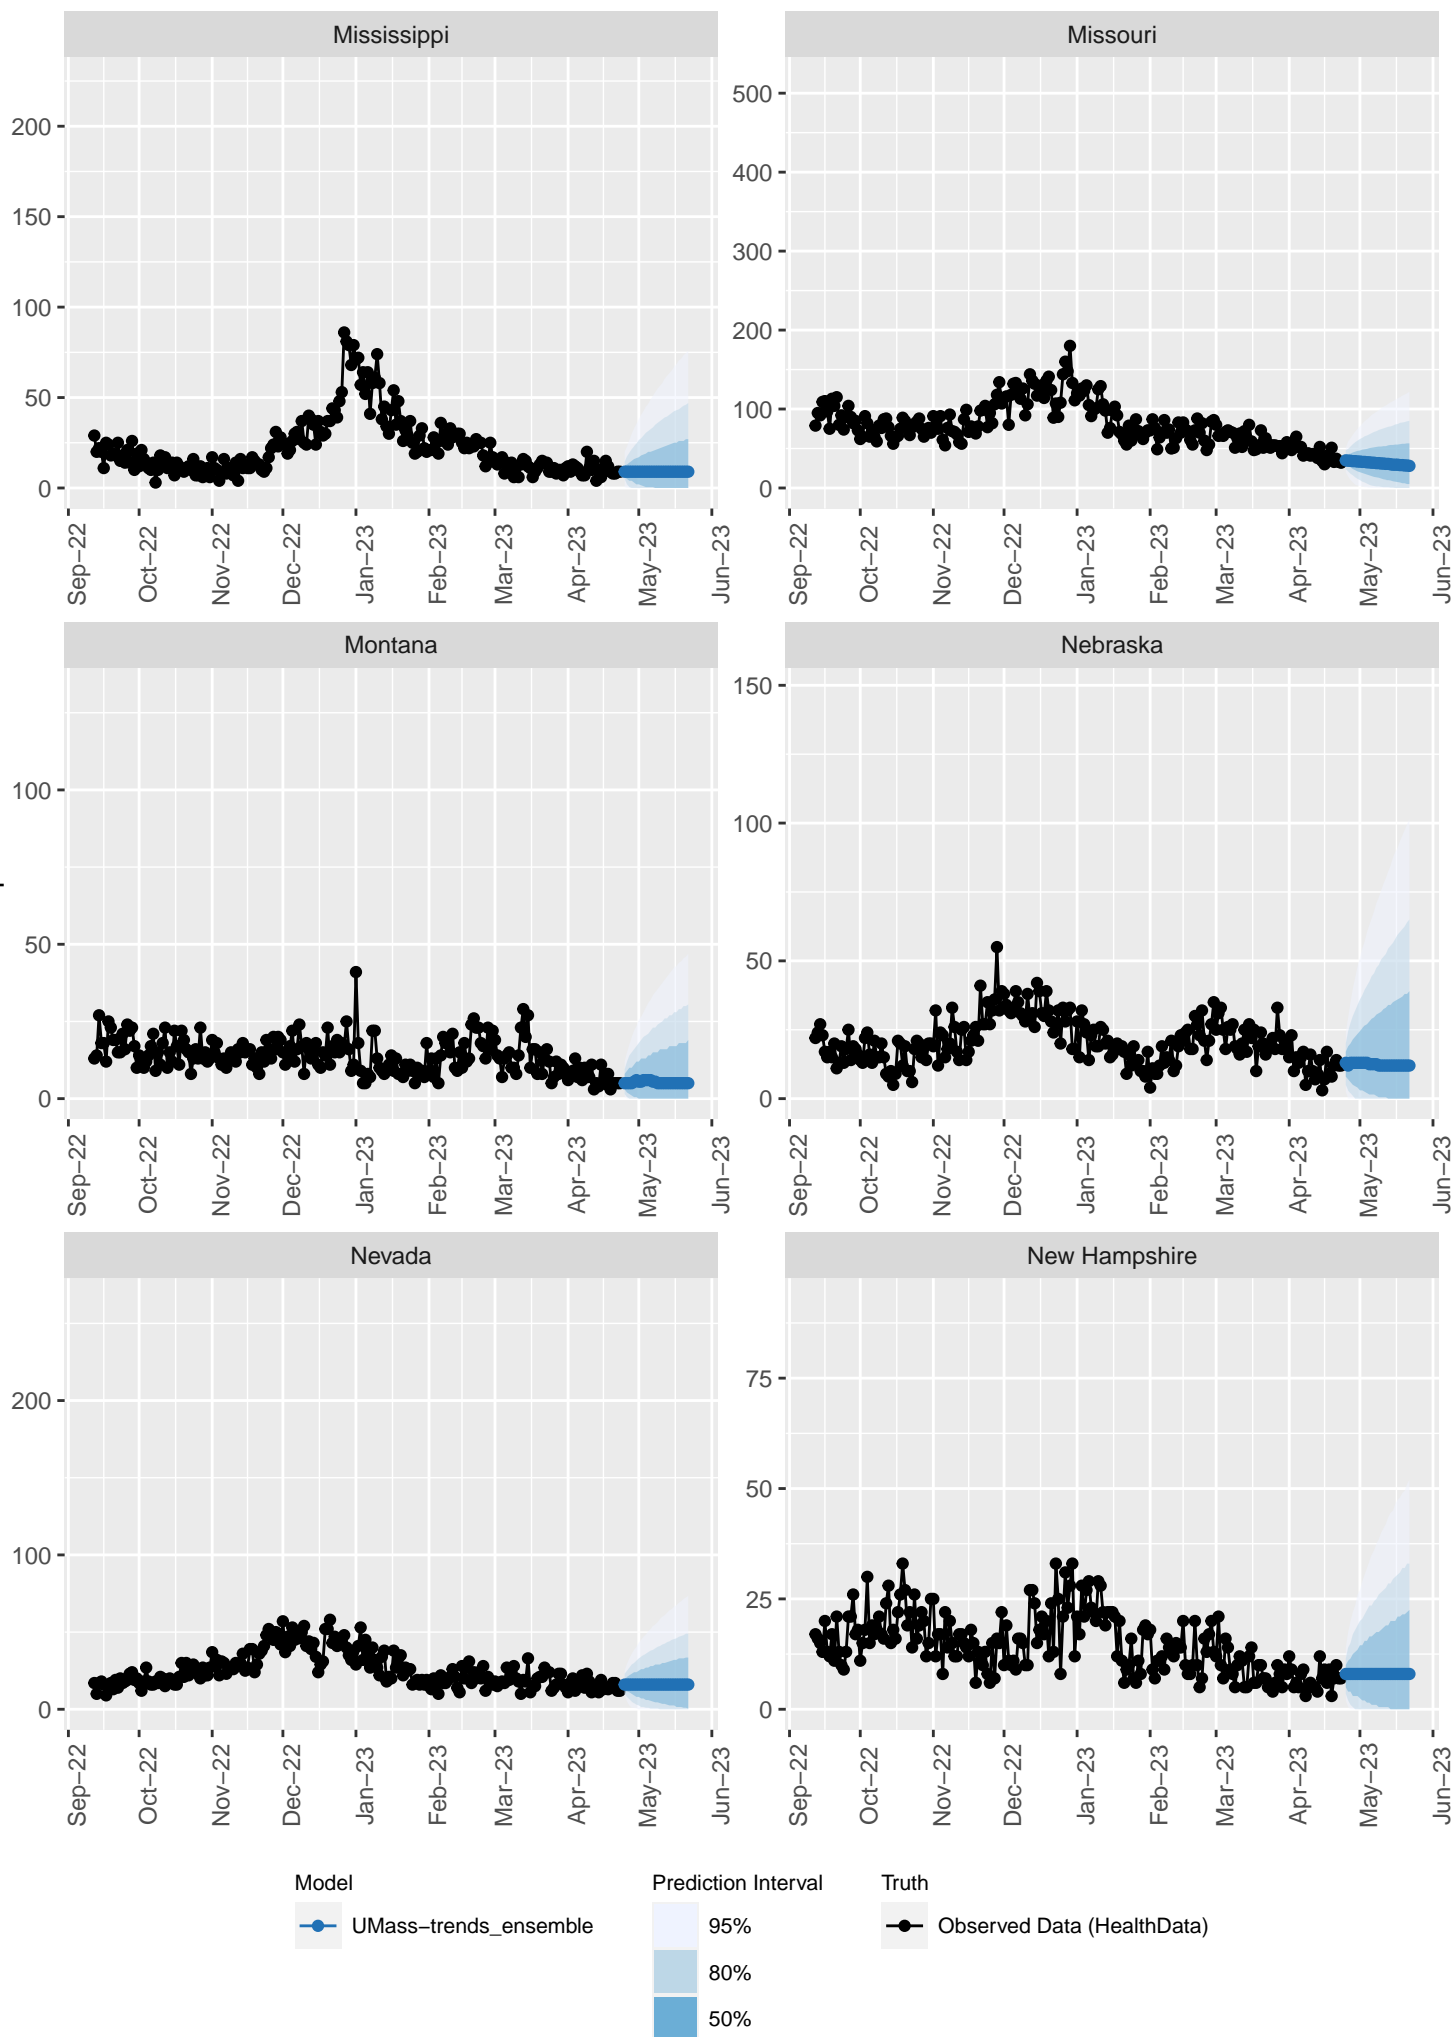 Mississippi
Missouri
200
150
100
50
0
500
400
300
200
100
0
Sep−22
Oct−22
Nov−22
Dec−22
Jan−23
Feb−23
Mar−23
Apr−23
May−23
Jun−23
Sep−22
Oct−22
Nov−22
Dec−22
Jan−23
Feb−23
Mar−23
Apr−23
May−23
Jun−23
Montana
Nebraska
100
50
0
150
100
50
0
Sep−22
Oct−22
Nov−22
Dec−22
Jan−23
Feb−23
Mar−23
Apr−23
May−23
Jun−23
Sep−22
Oct−22
Nov−22
Dec−22
Jan−23
Feb−23
Mar−23
Apr−23
May−23
Jun−23
Nevada
New Hampshire
200
100
0
75
50
25
0
Sep−22
Oct−22
Nov−22
Dec−22
Jan−23
Feb−23
Mar−23
Apr−23
May−23
Jun−23
Sep−22
Oct−22
Nov−22
Dec−22
Jan−23
Feb−23
Mar−23
Apr−23
May−23
Jun−23
Model
UMass−trends_ensemble
Prediction Interval
95%
80%
50%
Truth
Observed Data (HealthData)